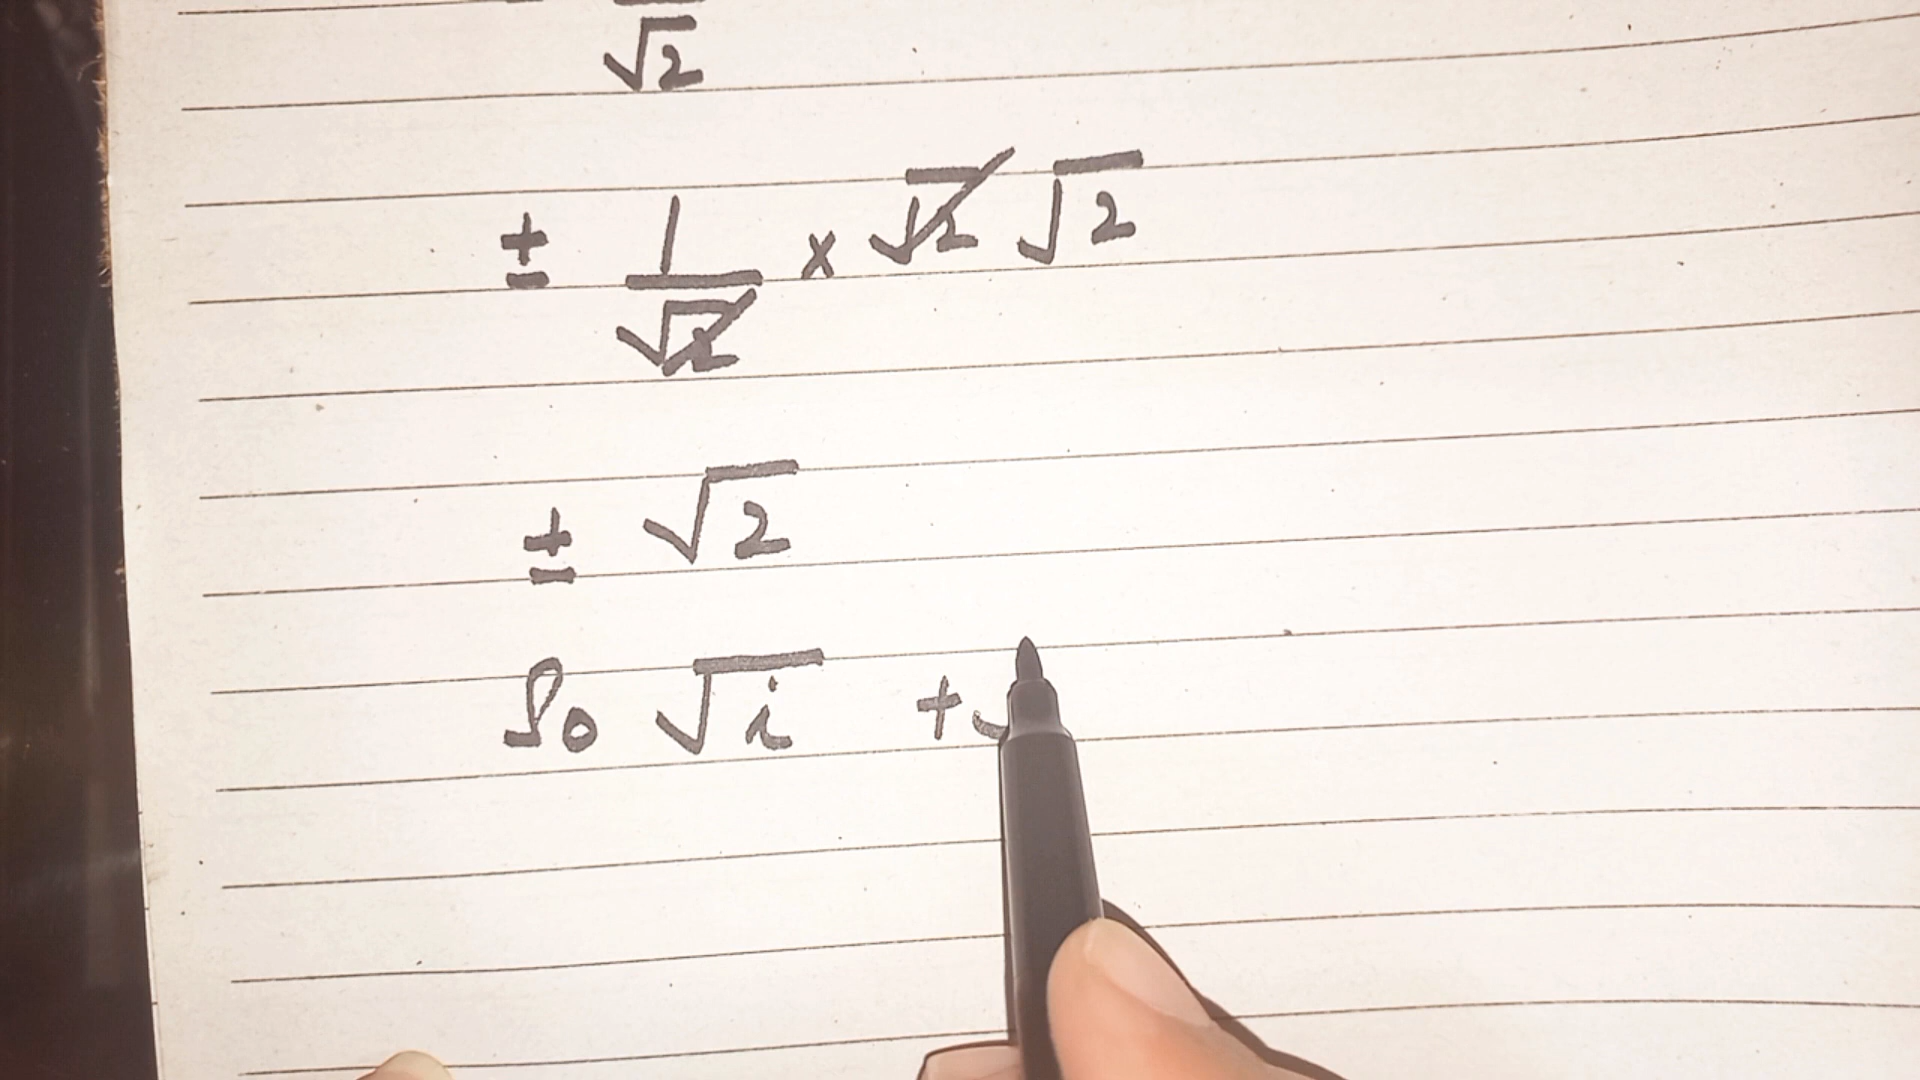 √2
± 1/√2 × √2 √2
± √2
So √i +